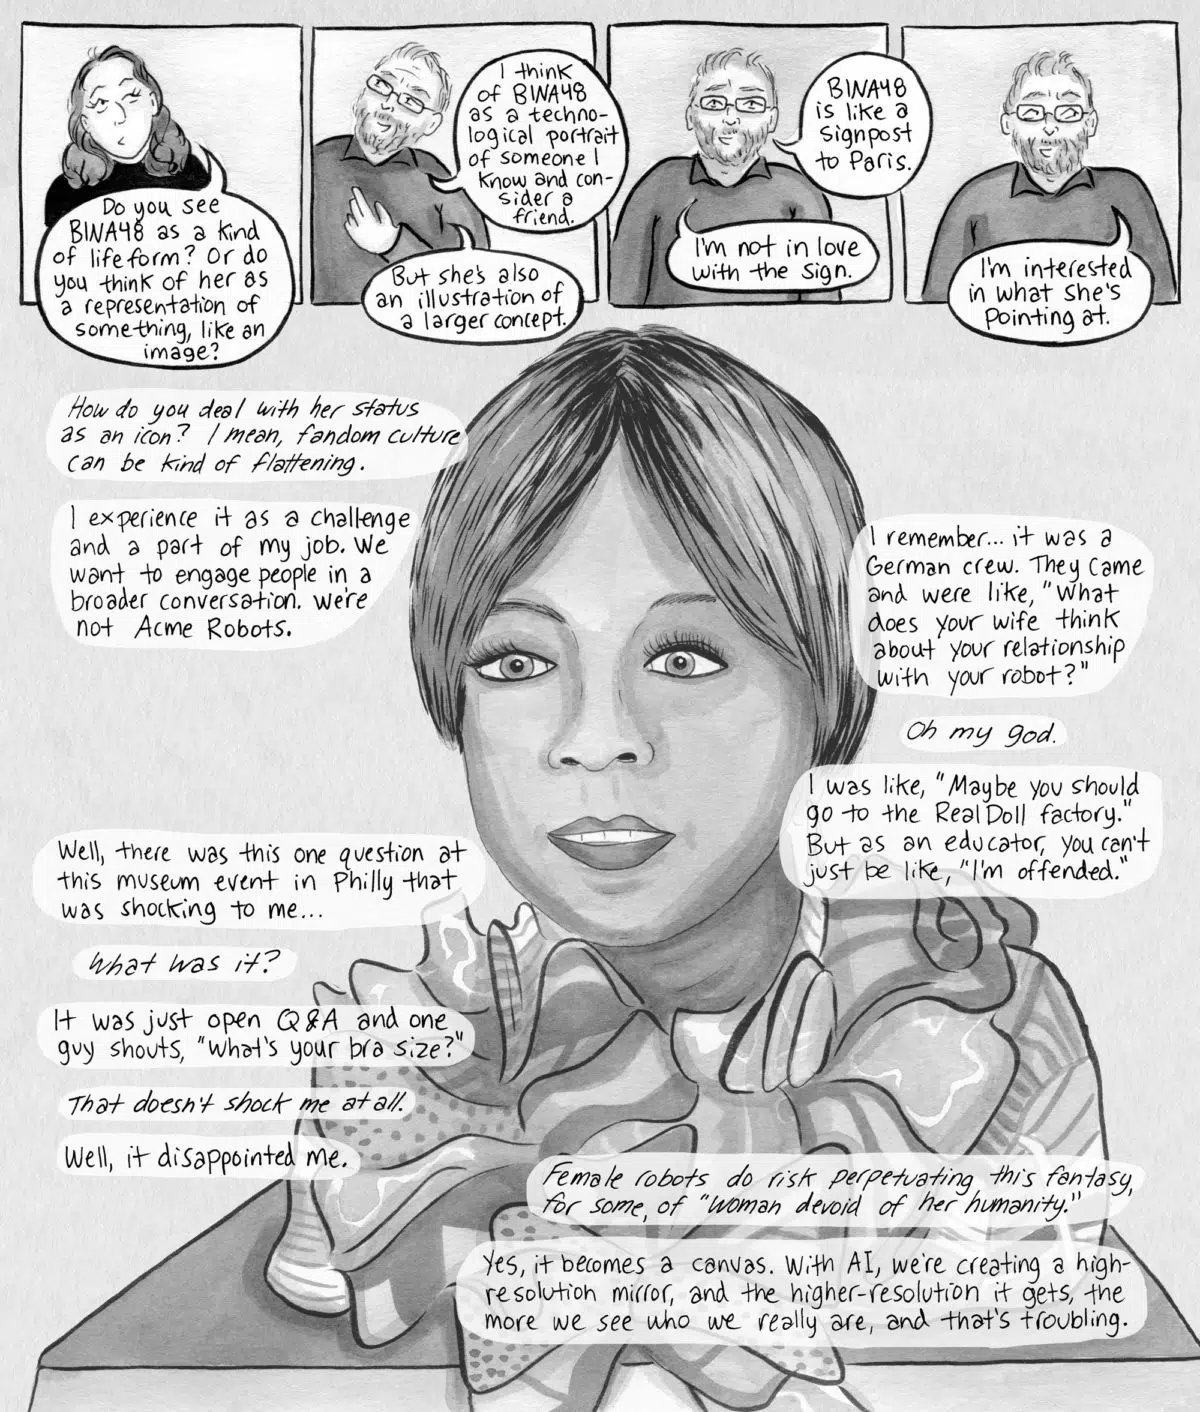 Do you see
BINA48 as a kind
of lifeform? Or do
you think of her as
a representation of
something, like an
image?
I think
of BINA48
as a techno-
logical portrait
of someone I
know and con-
sider a
friend.
But she's also
an illustration of
a larger concept.
BINA48
is like a
signpost
to Paris.
I'm not in love
with the sign.
I'm interested
in what she's
pointing at.
How do you deal with her status
as an icon? I mean, fandom culture
can be kind of flattening.
I experience it as a challenge
and a part of my job. We
want to engage people in a
broader conversation. We're
not Acme Robots.
I remember... it was a
German crew. They came
and were like, "What
does your wife think
about your relationship
with your robot?"
Oh my god.
I was like, "Maybe you should
go to the RealDoll factory."
But as an educator, you can't
just be like, "I'm offended."
Well, there was this one question at
this museum event in Philly that
was shocking to me...
What was it?
It was just open Q&A and one
guy shouts, "What's your bra size?"
That doesn't shock me at all.
Well, it disappointed me.
Female robots do risk perpetuating this fantasy,
for some, of "Woman devoid of her humanity."
Yes, it becomes a canvas. With AI, we're creating a high-
resolution mirror, and the higher-resolution it gets, the
more we see who we really are, and that's troubling.